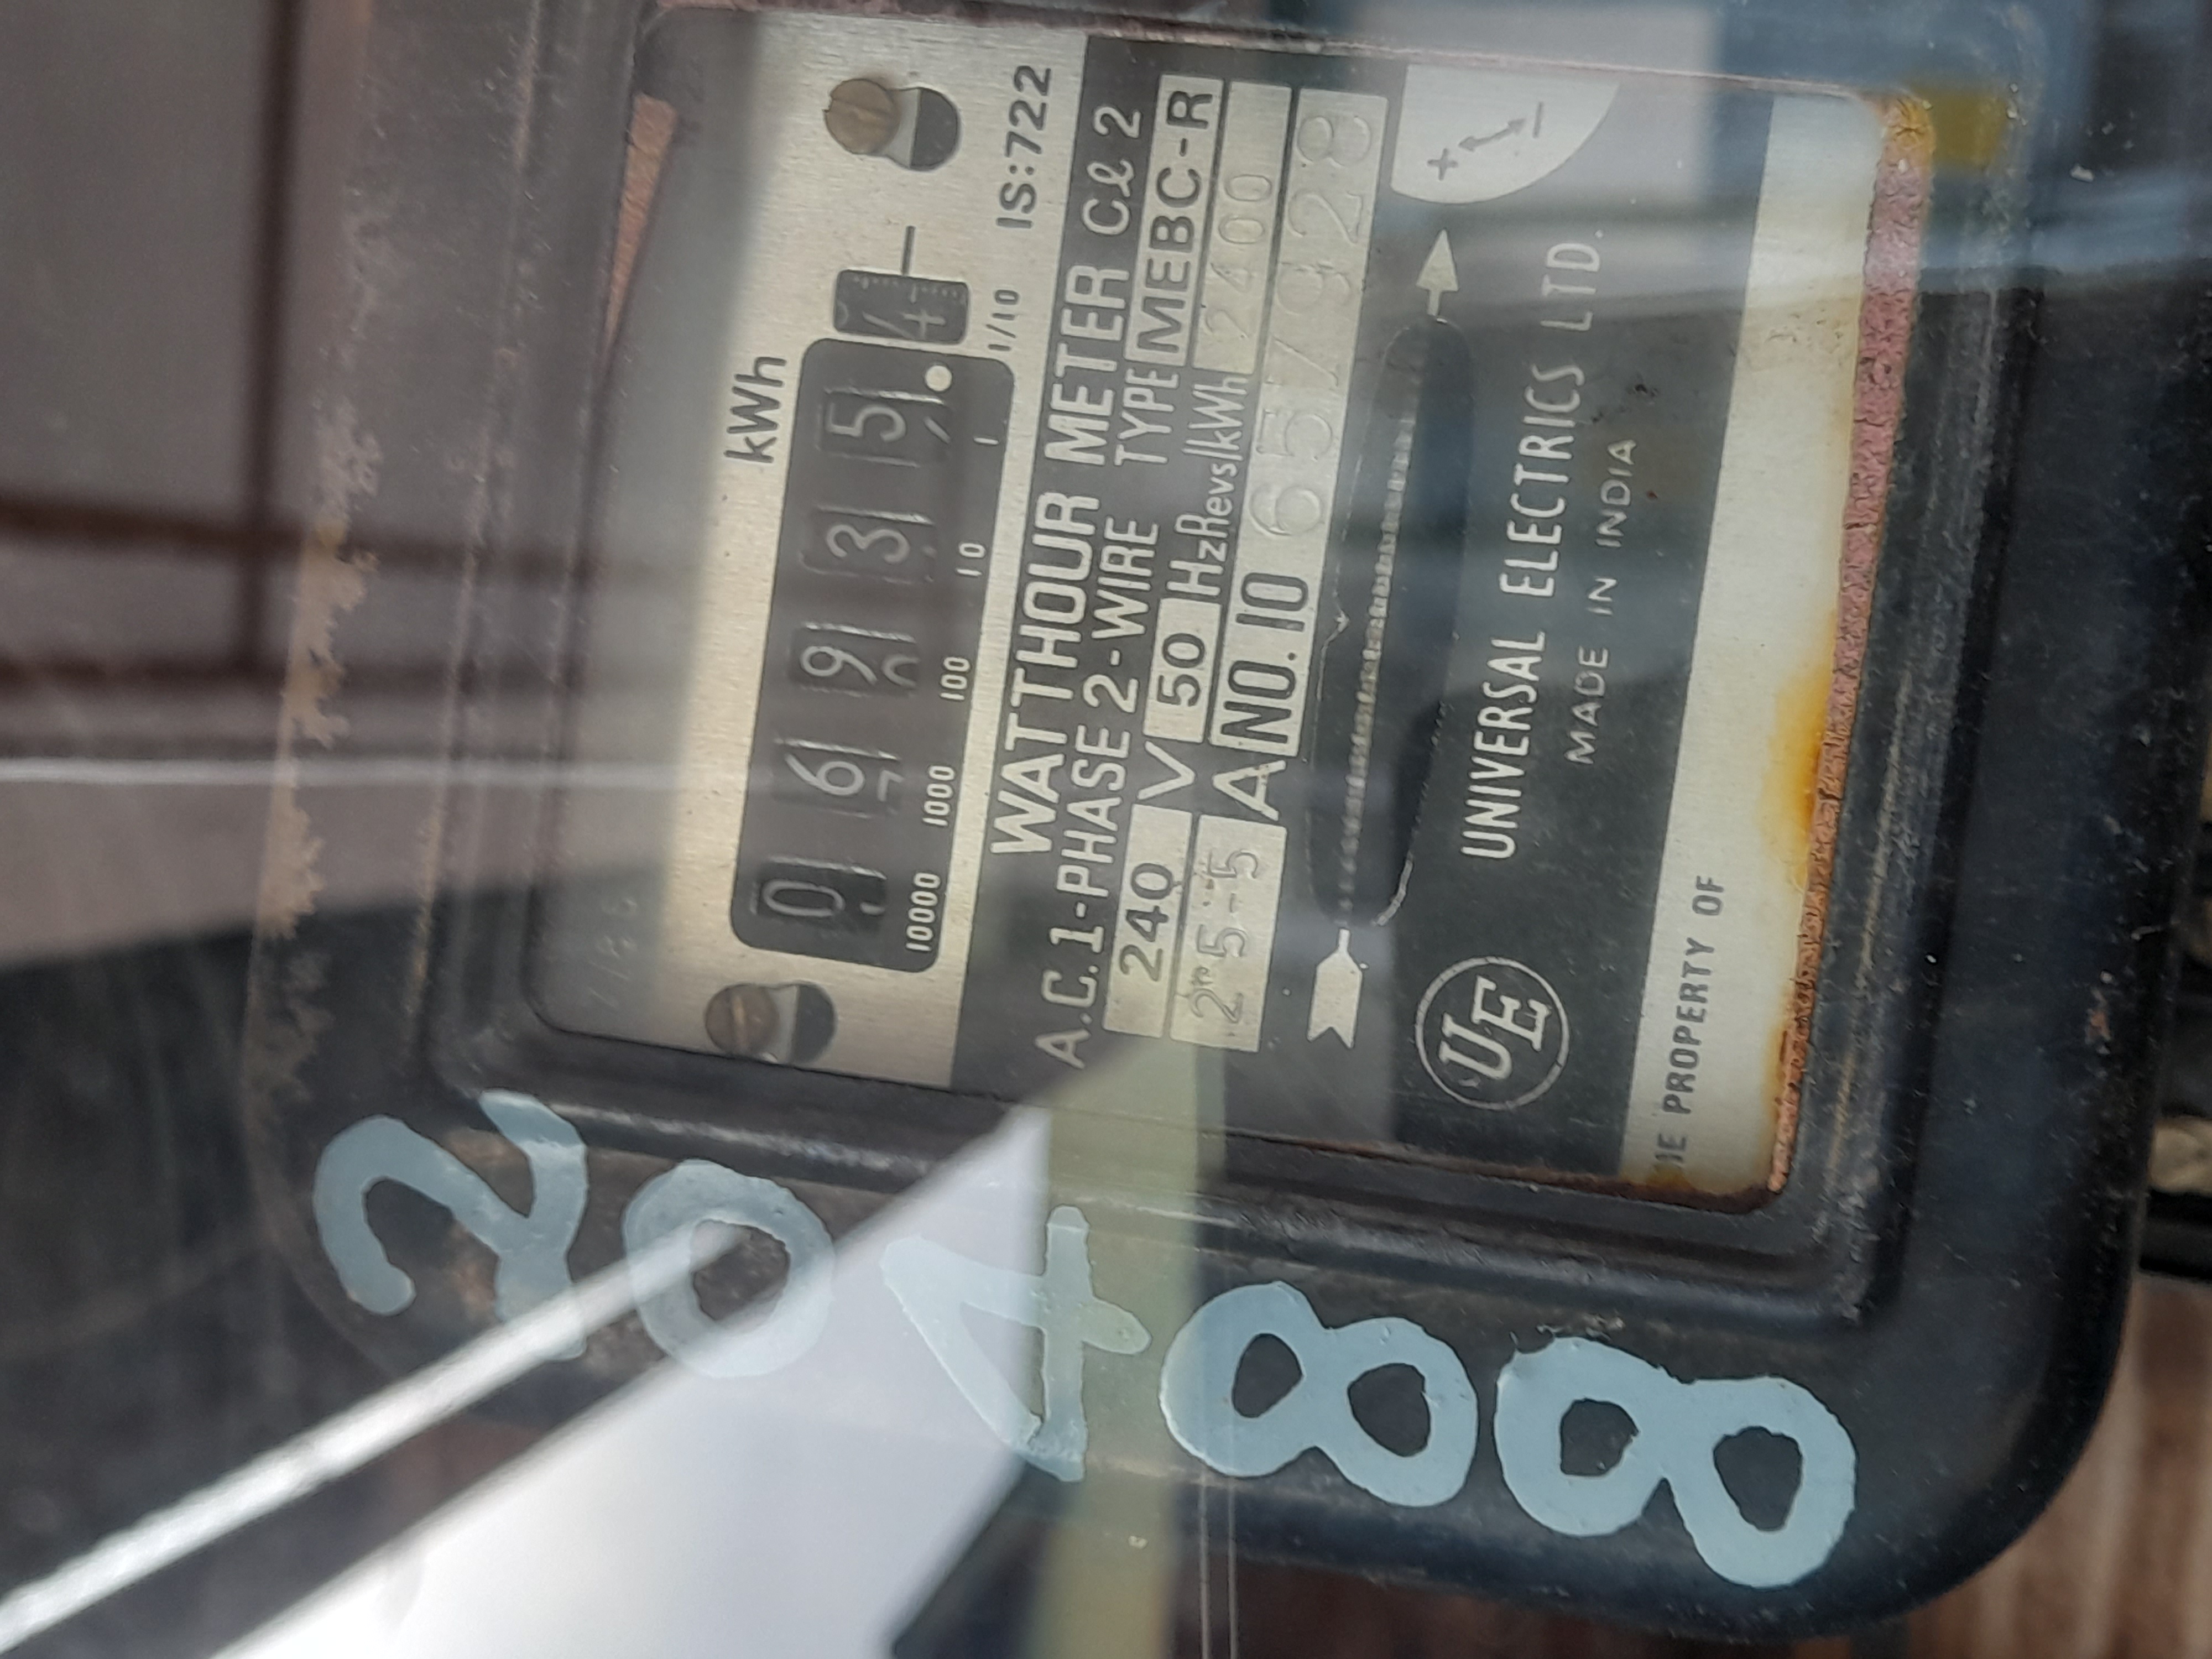 kWh
0 6 9 3 5 4
10000 1000 100 10 1 1/10
IS:722
WATTHOUR METER Cl 2
A.C. 1-PHASE 2-WIRE TYPE MEBC-R
240 V 50 Hz Revs/kWh 2400
2.5-5 A NO. 10 657928
+ -
UNIVERSAL ELECTRICS LTD.
MADE IN INDIA
UE
PROPERTY OF
20488